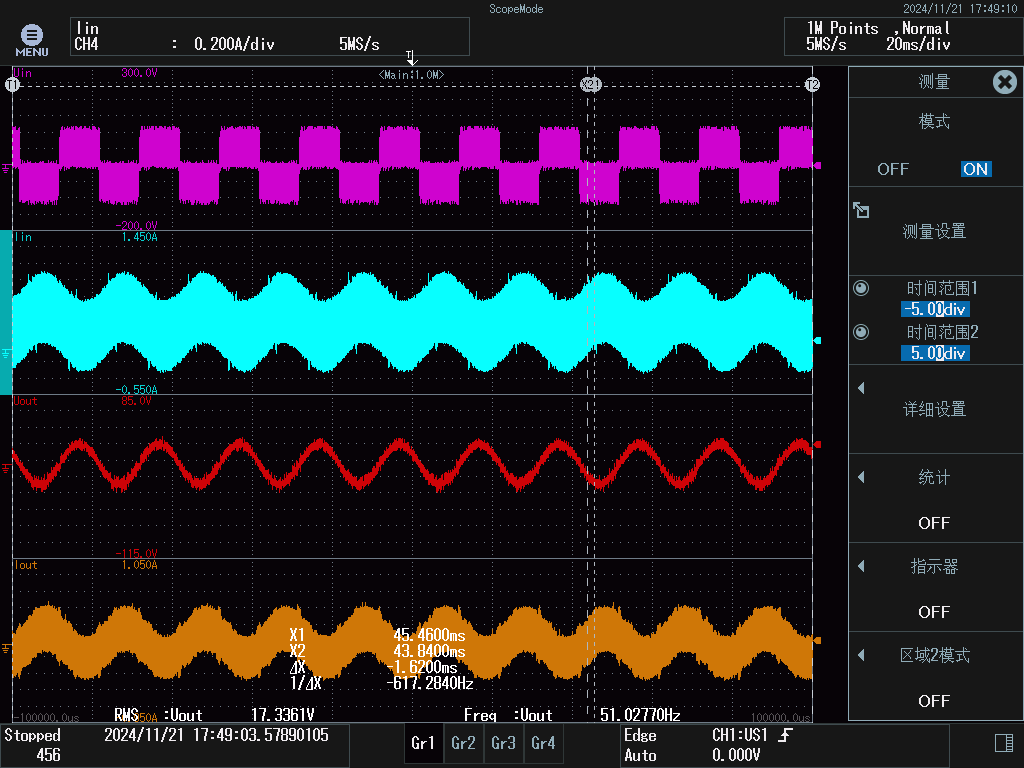 ScopeMode
2024/11/21 17:49:10
MENU
Iin
CH4 : 0.200A/div 5MS/s
1M Points ,Normal
5MS/s 20ms/div
T
<Main:1.0M>
Uin 300.0V
T1
T2
-200.0V
Iin 1.450A
-0.550A
Uout 85.0V
-115.0V
Iout 1.050A
X1 45.4600ms
X2 43.8400ms
⊿X -1.6200ms
1/⊿X -617.2840Hz
RMS :Uout 17.3361V
Freq :Uout 51.02770Hz
-100000.0us
100000.0us
Stopped
456
2024/11/21 17:49:03.57890105
Gr1 Gr2 Gr3 Gr4
Edge CH1:US1
Auto 0.000V
测量
模式
OFF ON
测量设置
时间范围1
-5.00div
时间范围2
5.00div
详细设置
统计
OFF
指示器
OFF
区域2模式
OFF